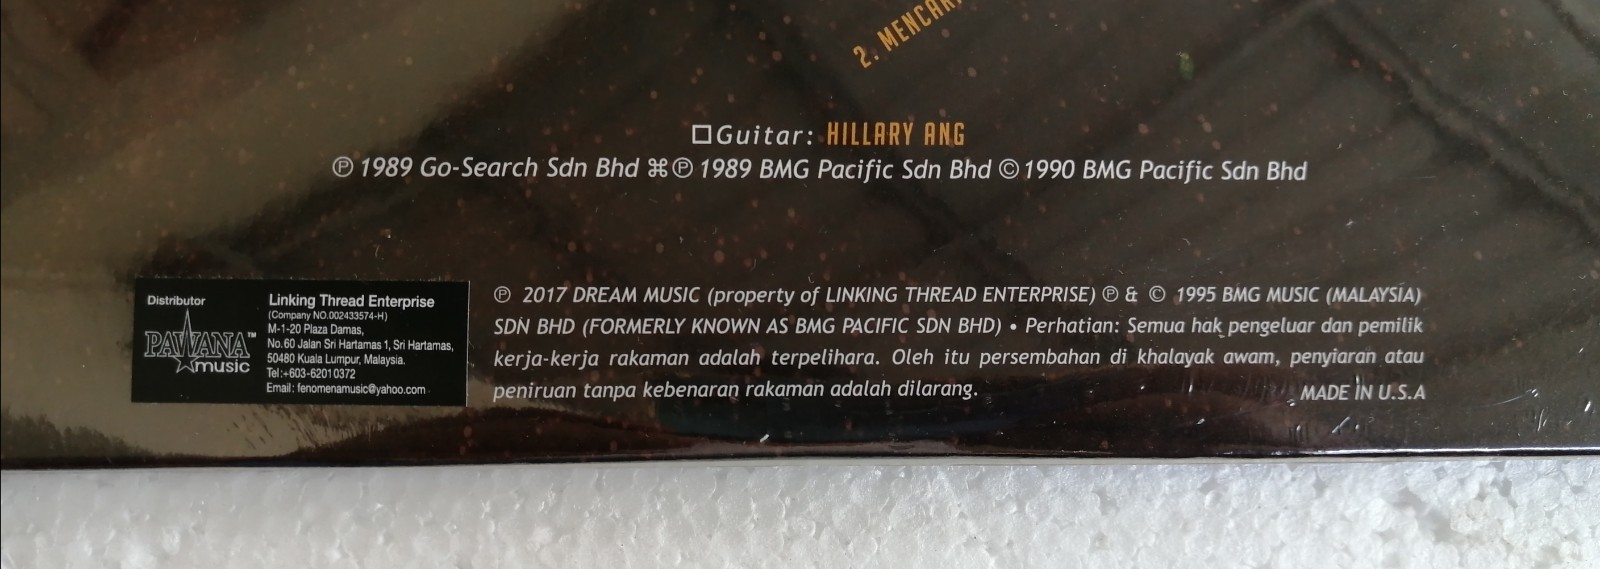 2. MENCARI
□Guitar: HILLARY ANG
℗ 1989 Go-Search Sdn Bhd ⌘℗ 1989 BMG Pacific Sdn Bhd © 1990 BMG Pacific Sdn Bhd
Distributor
PAWANA™
music
Linking Thread Enterprise
(Company NO.002433574-H)
M-1-20 Plaza Damas,
No.60 Jalan Sri Hartamas 1, Sri Hartamas,
50480 Kuala Lumpur, Malaysia.
Tel:+603-62010372
Email: fenomenamusic@yahoo.com
℗ 2017 DREAM MUSIC (property of LINKING THREAD ENTERPRISE) ℗ & © 1995 BMG MUSIC (MALAYSIA)
SDN BHD (FORMERLY KNOWN AS BMG PACIFIC SDN BHD) • Perhatian: Semua hak pengeluar dan pemilik
kerja-kerja rakaman adalah terpelihara. Oleh itu persembahan di khalayak awam, penyiaran atau
peniruan tanpa kebenaran rakaman adalah dilarang.
MADE IN U.S.A